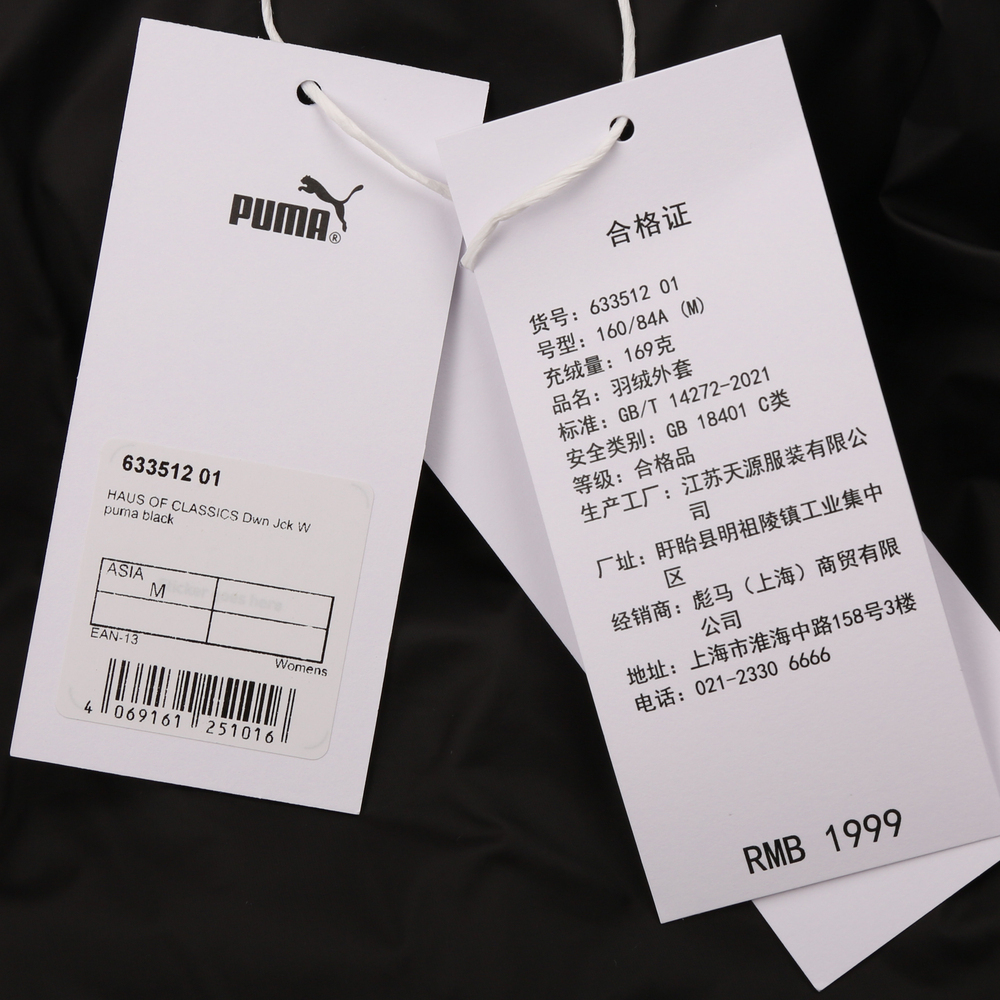 PUMA®
633512 01
HAUS OF CLASSICS Dwn Jck W
puma black
ASIA
M
sticker goes here
EAN-13
Womens
4 069161 251016
合格证
货号：633512 01
号型：160/84A (M)
充绒量：169克
品名：羽绒外套
标准：GB/T 14272-2021
安全类别：GB 18401 C类
等级：合格品
生产工厂：江苏天源服装有限公
司
厂址：盱眙县明祖陵镇工业集中
区
经销商：彪马（上海）商贸有限
公司
地址：上海市淮海中路158号3楼
电话：021-2330 6666
RMB 1999